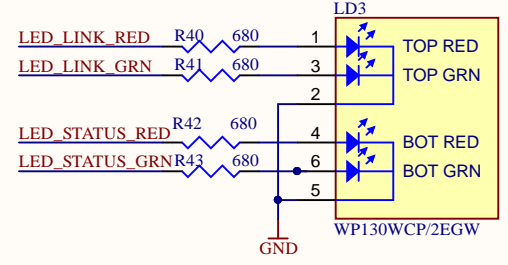 LD3
LED_LINK_RED R40 680 1 TOP RED
LED_LINK_GRN R41 680 3 TOP GRN
2
LED_STATUS_RED R42 680 4 BOT RED
LED_STATUS_GRN R43 680 6 BOT GRN
5
WP130WCP/2EGW
GND